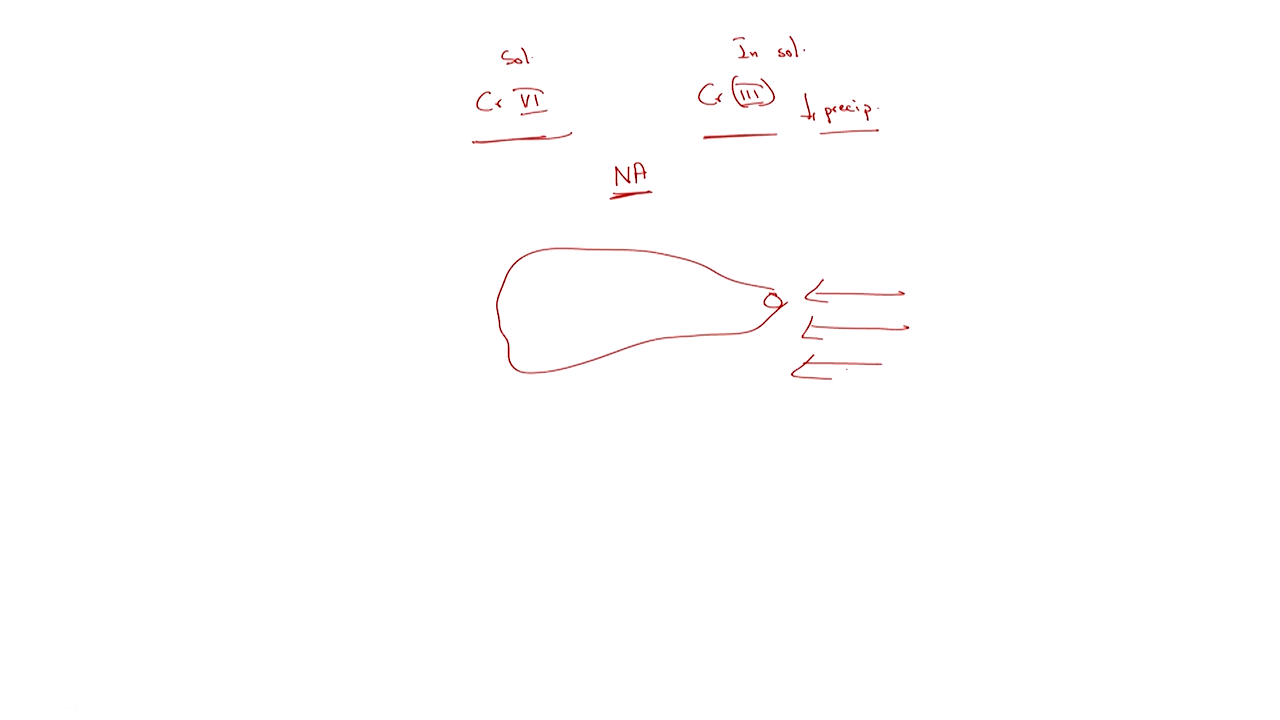 Sol. In sol.
Cr VI Cr (III) ↓ precip.
NA